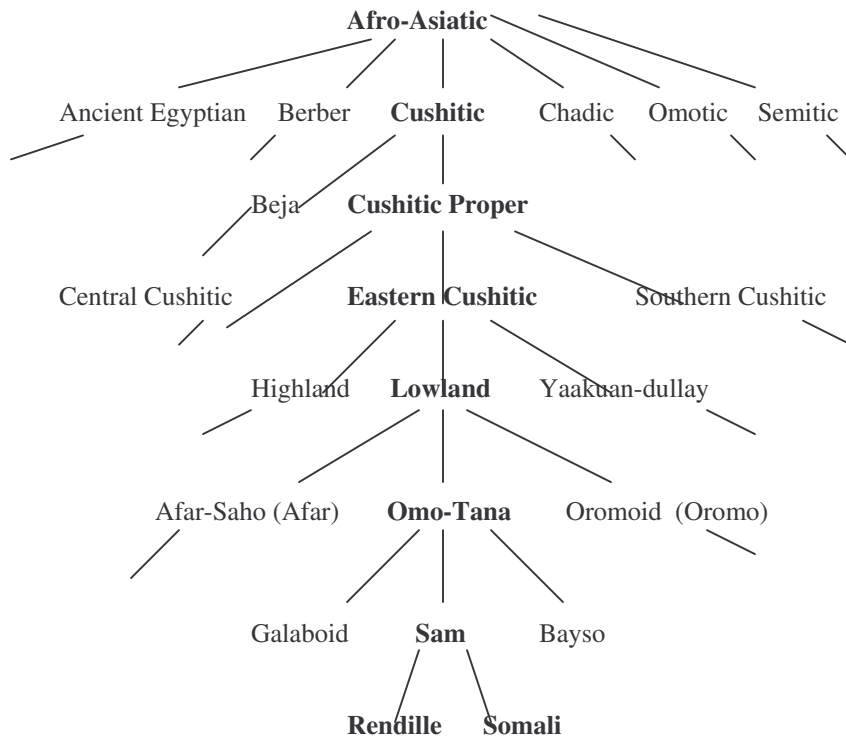 Afro-Asiatic
Ancient Egyptian Berber Cushitic Chadic Omotic Semitic
Beja Cushitic Proper
Central Cushitic Eastern Cushitic Southern Cushitic
Highland Lowland Yaakuan-dullay
Afar-Saho (Afar) Omo-Tana Oromoid (Oromo)
Galaboid Sam Bayso
Rendille Somali